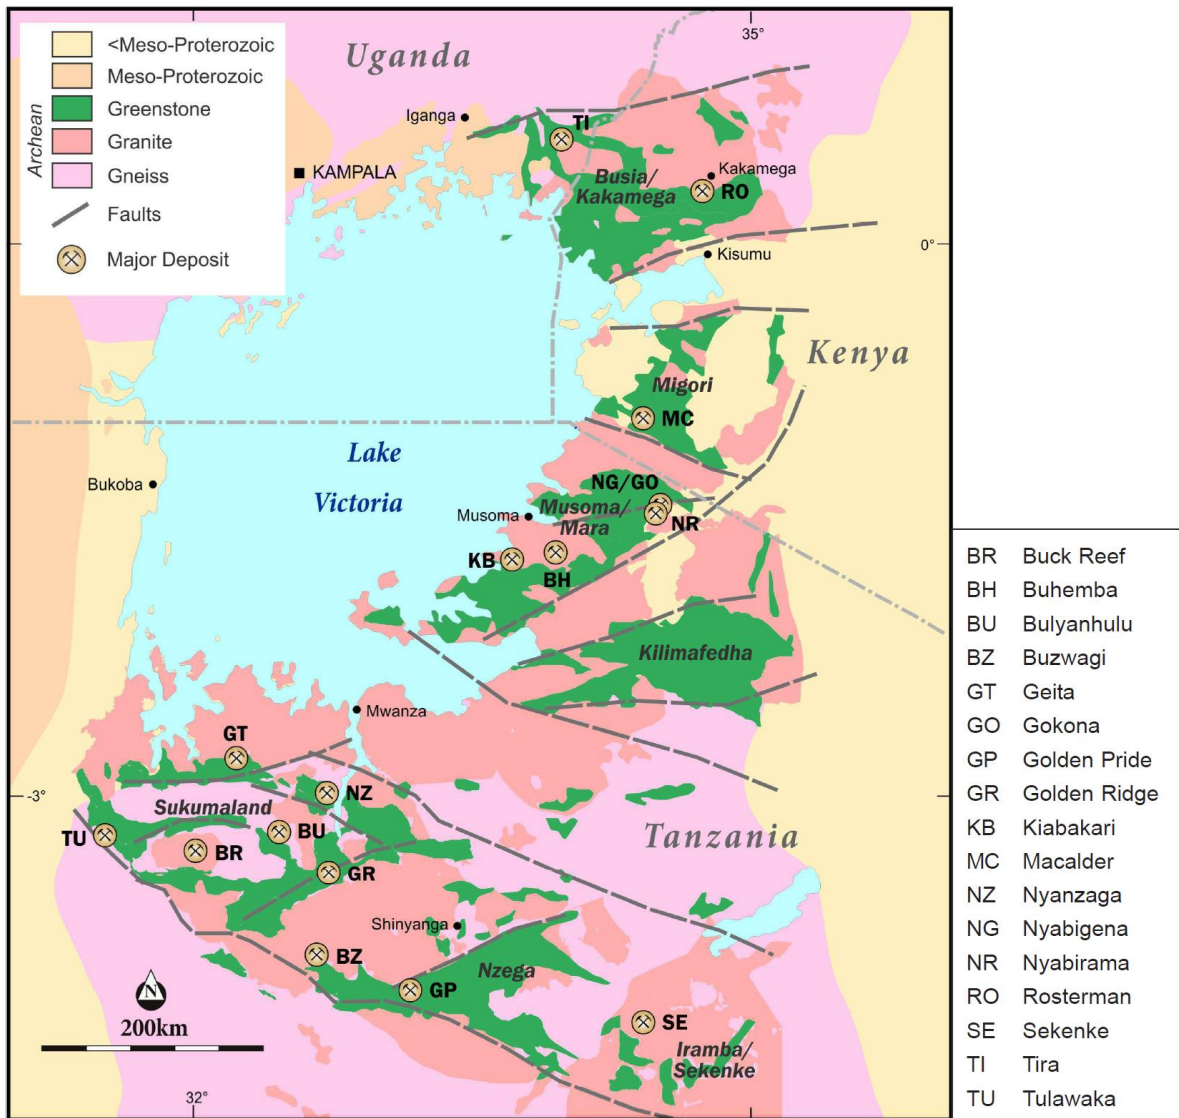 <Meso-Proterozoic
Meso-Proterozoic
Greenstone
Granite
Gneiss
Archean
Faults
Major Deposit
Uganda
35°
Iganga
TI
KAMPALA
Busia/
Kakamega
Kakamega
RO
0°
Kisumu
Kenya
Migori
MC
Lake
Victoria
Bukoba
NG/GO
Musoma
Musoma/
Mara
NR
KB
BH
Kilimafedha
Mwanza
GT
-3°
NZ
Sukumaland
Tanzania
TU
BU
BR
GR
Shinyanga
BZ
Nzega
GP
N
200km
SE
Iramba/
Sekenke
32°
35°
BR Buck Reef
BH Buhemba
BU Bulyanhulu
BZ Buzwagi
GT Geita
GO Gokona
GP Golden Pride
GR Golden Ridge
KB Kiabakari
MC Macalder
NZ Nyanzaga
NG Nyabigena
NR Nyabirama
RO Rosterman
SE Sekenke
TI Tira
TU Tulawaka